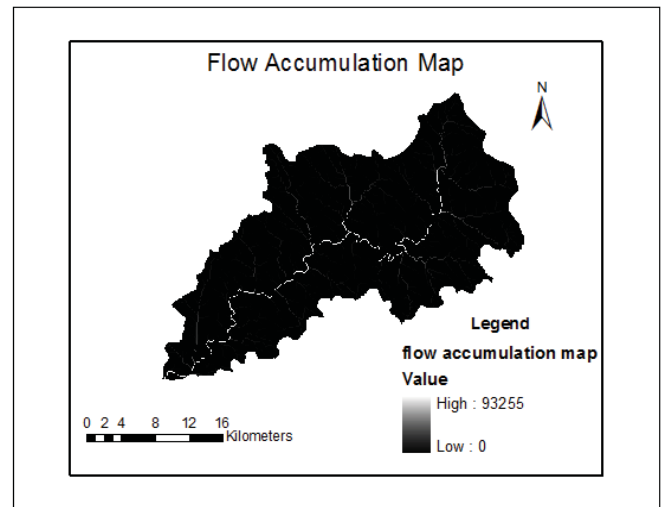 Flow Accumulation Map
N
Legend
flow accumulation map
Value
High : 93255
Low : 0
0 2 4 8 12 16
Kilometers